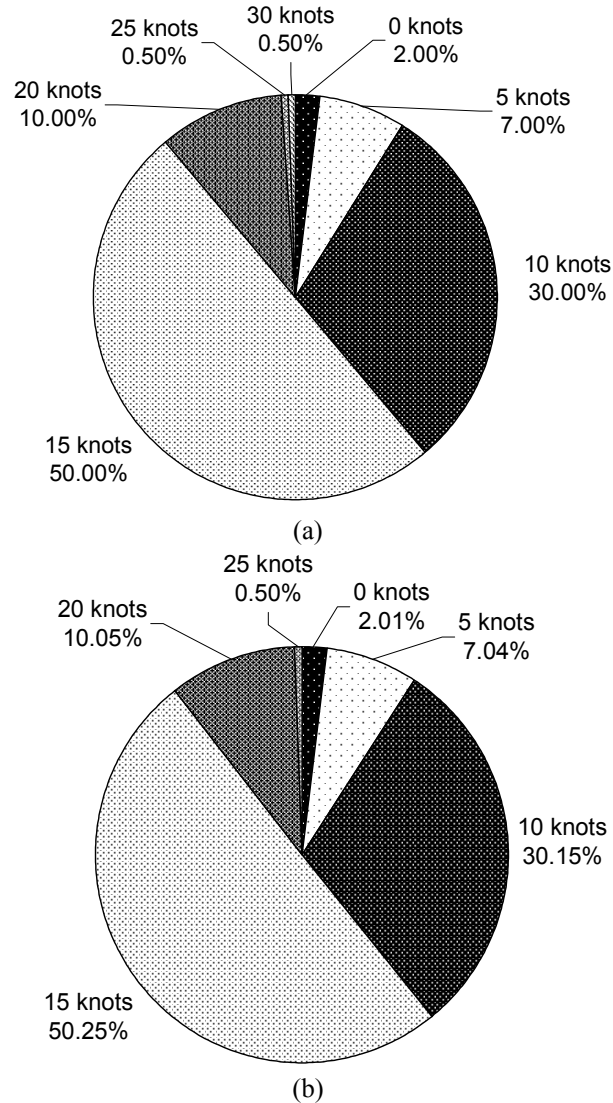 30 knots
0.50%
25 knots
0.50%
0 knots
2.00%
20 knots
10.00%
5 knots
7.00%
10 knots
30.00%
15 knots
50.00%
(a)
25 knots
0.50%
0 knots
2.01%
20 knots
10.05%
5 knots
7.04%
10 knots
30.15%
15 knots
50.25%
(b)